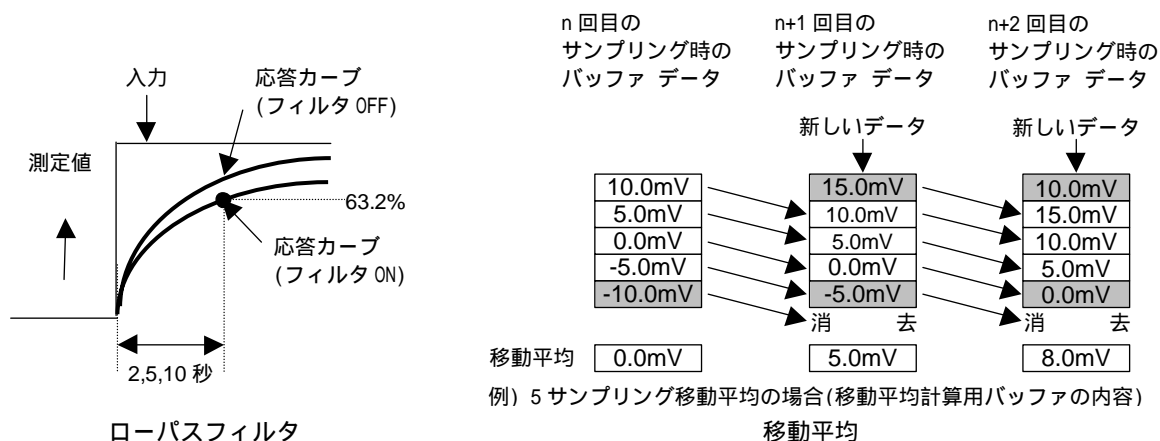 入力
応答カーブ
(フィルタ OFF)
測定値
63.2%
応答カーブ
(フィルタ ON)
2,5,10 秒
ローパスフィルタ
n 回目の
サンプリング時の
バッファ データ
n+1 回目の
サンプリング時の
バッファ データ
n+2 回目の
サンプリング時の
バッファ データ
新しいデータ
新しいデータ
10.0mV
5.0mV
0.0mV
-5.0mV
-10.0mV
15.0mV
10.0mV
5.0mV
0.0mV
-5.0mV
消 去
10.0mV
15.0mV
10.0mV
5.0mV
0.0mV
消 去
移動平均
0.0mV
5.0mV
8.0mV
例) 5 サンプリング移動平均の場合(移動平均計算用バッファの内容)
移動平均